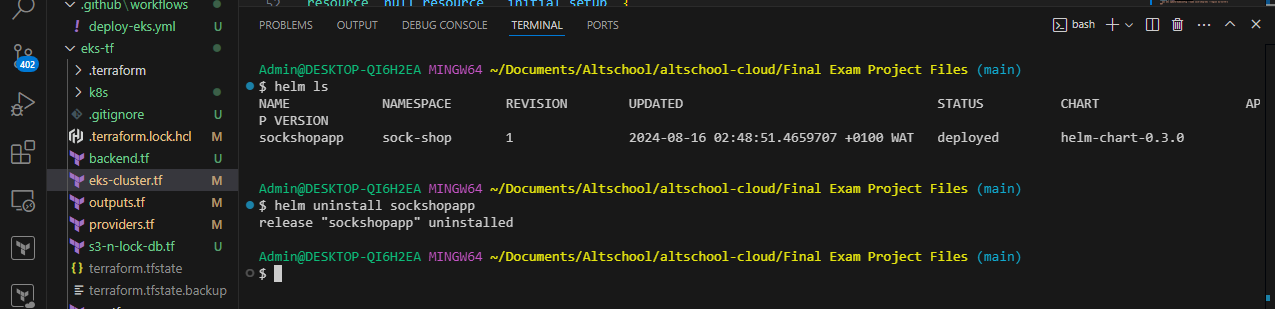 .github\workflows
deploy-eks.yml U
eks-tf
.terraform
k8s
.gitignore
.terraform.lock.hcl M
backend.tf U
eks-cluster.tf M
outputs.tf M
providers.tf M
s3-n-lock-db.tf U
terraform.tfstate
terraform.tfstate.backup
402
52 resource "null_resource" "initial_setup" {
PROBLEMS OUTPUT DEBUG CONSOLE TERMINAL PORTS
bash
Admin@DESKTOP-QI6H2EA MINGW64 ~/Documents/Altschool/altschool-cloud/Final Exam Project Files (main)
$ helm ls
NAME NAMESPACE REVISION UPDATED STATUS CHART AP
P VERSION
sockshopapp sock-shop 1 2024-08-16 02:48:51.4659707 +0100 WAT deployed helm-chart-0.3.0
Admin@DESKTOP-QI6H2EA MINGW64 ~/Documents/Altschool/altschool-cloud/Final Exam Project Files (main)
$ helm uninstall sockshopapp
release "sockshopapp" uninstalled
Admin@DESKTOP-QI6H2EA MINGW64 ~/Documents/Altschool/altschool-cloud/Final Exam Project Files (main)
$